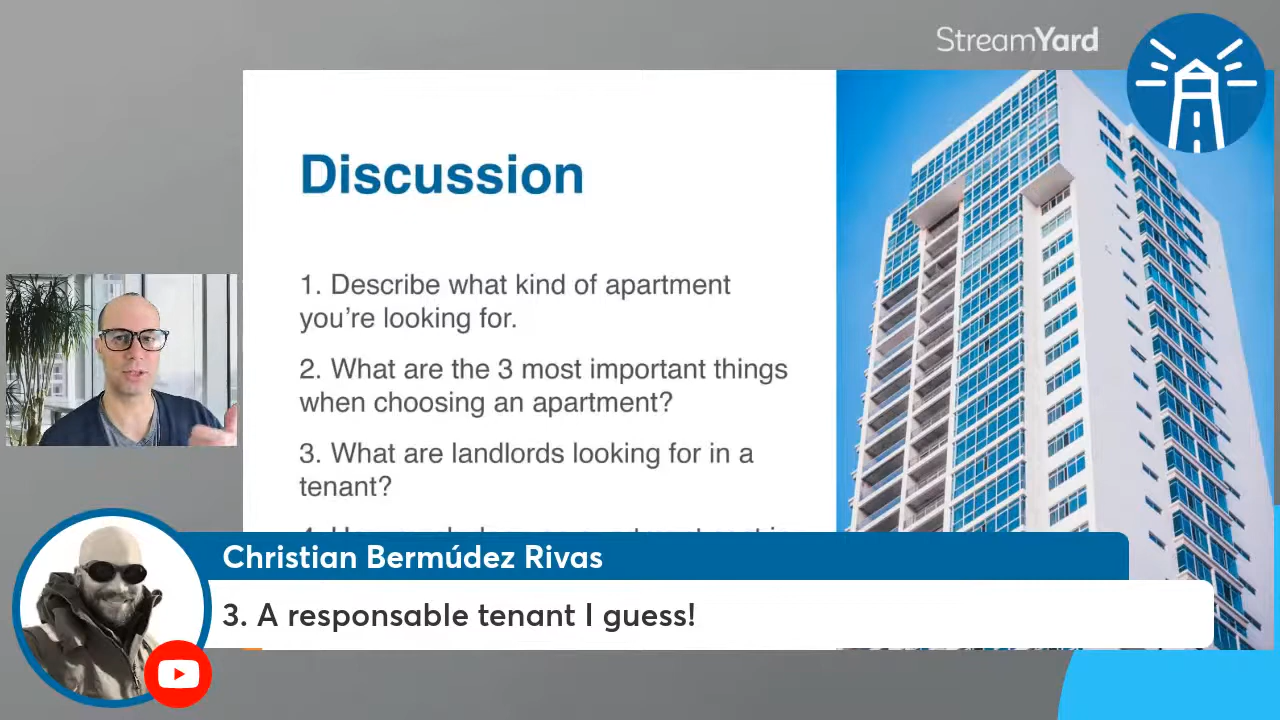 StreamYard
Discussion
1. Describe what kind of apartment
you're looking for.
2. What are the 3 most important things
when choosing an apartment?
3. What are landlords looking for in a
tenant?
Christian Bermúdez Rivas
3. A responsable tenant I guess!